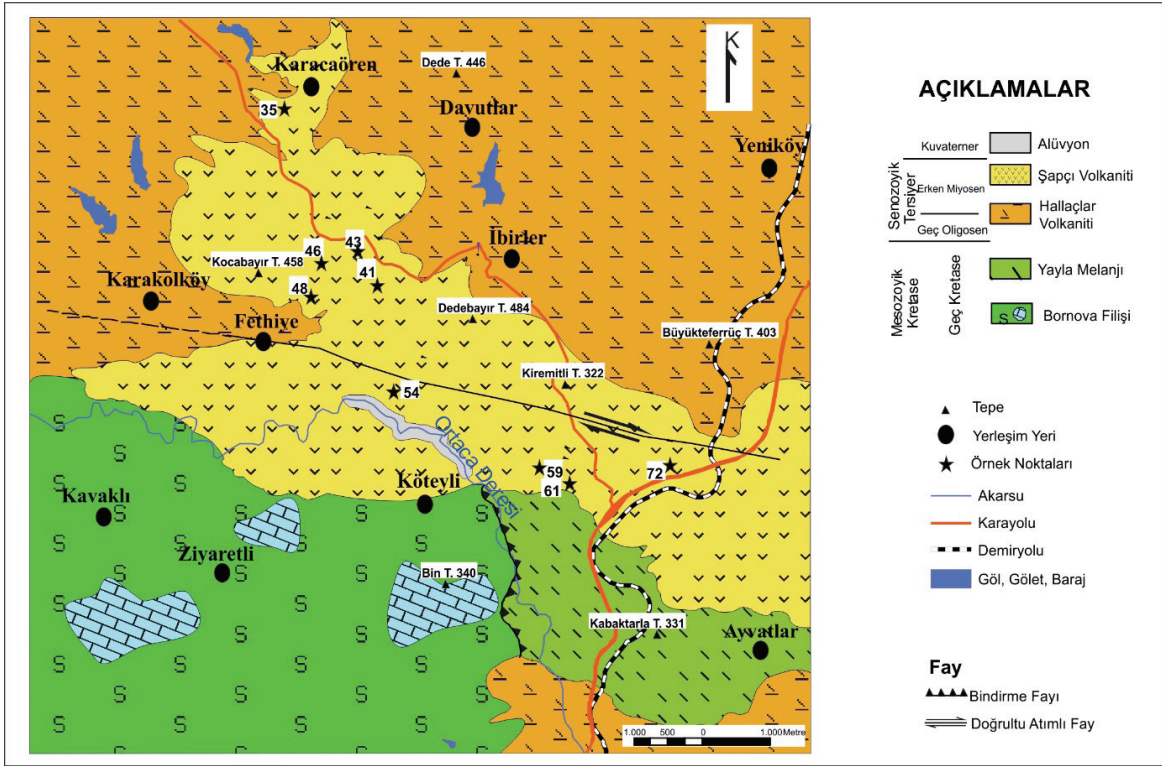 K
Karacaören
Dede T. 446
35
Davutlar
Yeniköy
İbirler
43
46
Kocabayır T. 458
41
48
Karakolköy
Fethiye
Dedebayır T. 484
Büyükteferrüç T. 403
Kiremitli T. 322
54
Ortaca Deresi
59
72
61
Köteyli
Kavaklı
Ziyaretli
Bin T. 340
Kabaktarla T. 331
Ayvatlar
S
1.000 500 0 1.000Metre
AÇIKLAMALAR
Senozoyik
Tersiyer
Kuvaterner
Erken Miyosen
Geç Oligosen
Mesozoyik
Kretase
Geç Kretase
Alüvyon
Şapçı Volkaniti
Hallaçlar
Volkaniti
Yayla Melanjı
S
Bornova Filişi
Tepe
Yerleşim Yeri
Örnek Noktaları
Akarsu
Karayolu
Demiryolu
Göl, Gölet, Baraj
Fay
Bindirme Fayı
Doğrultu Atımlı Fay